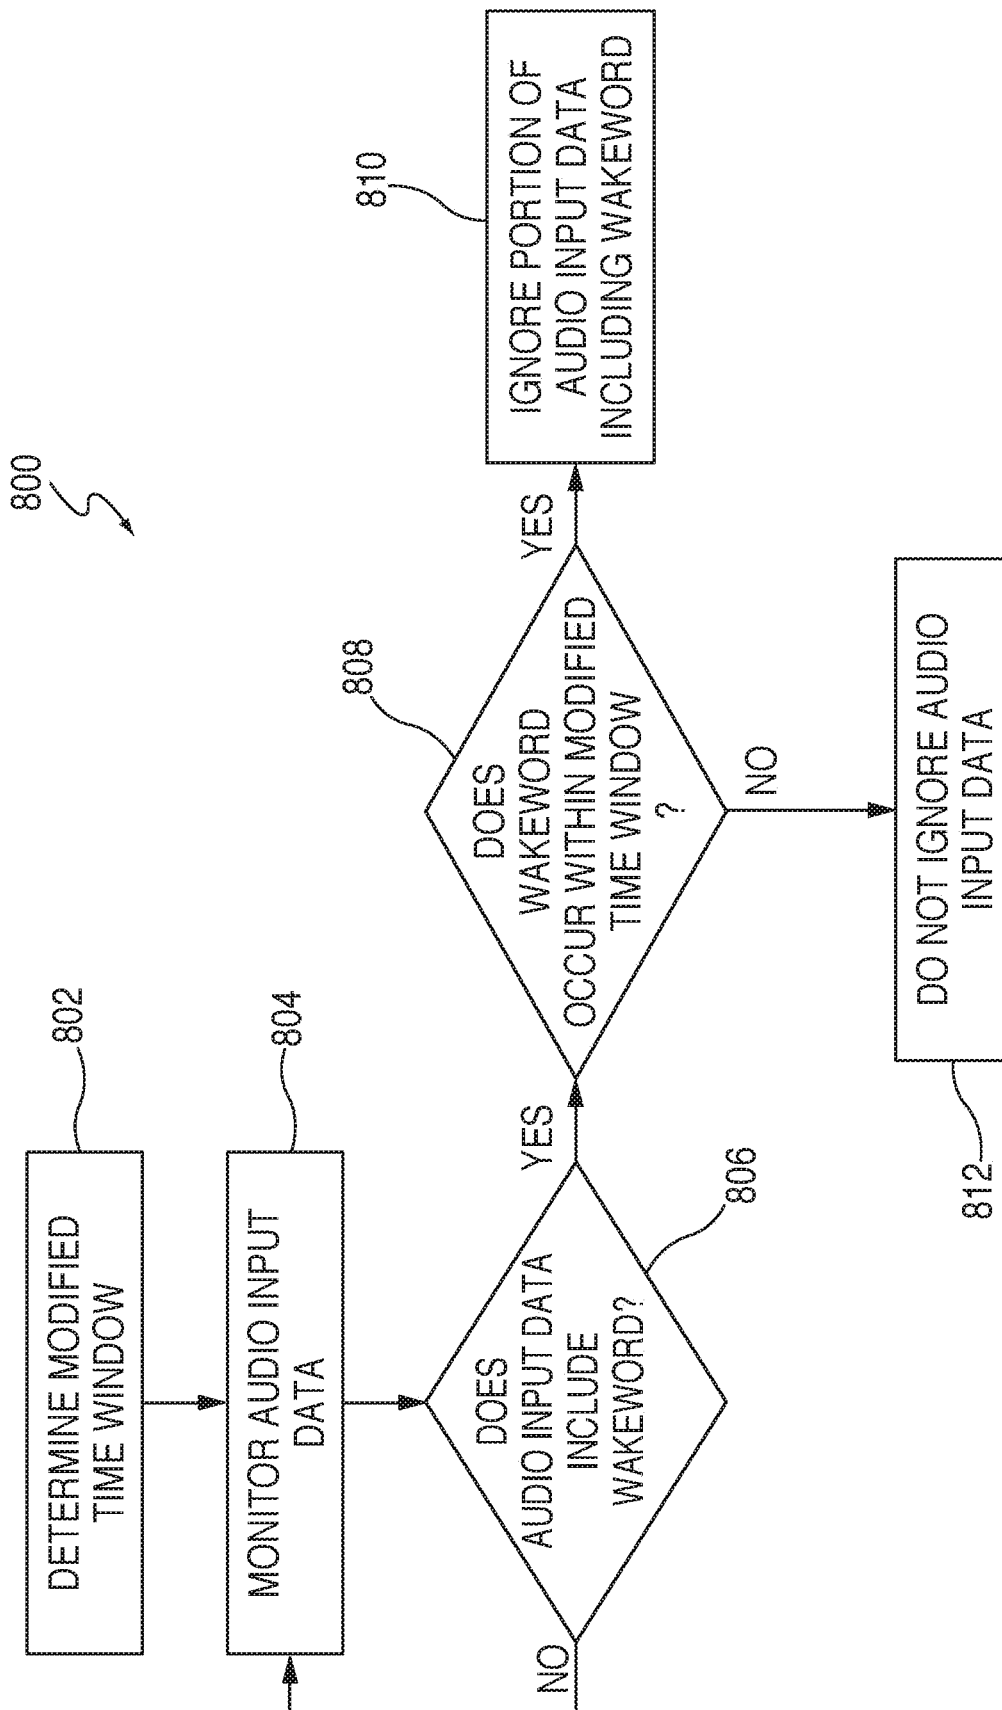 800
802
DETERMINE MODIFIED
TIME WINDOW
804
MONITOR AUDIO INPUT
DATA
806
DOES
AUDIO INPUT DATA
INCLUDE
WAKEWORD?
NO
YES
808
DOES
WAKEWORD
OCCUR WITHIN MODIFIED
TIME WINDOW
?
YES
810
IGNORE PORTION OF
AUDIO INPUT DATA
INCLUDING WAKEWORD
NO
812
DO NOT IGNORE AUDIO
INPUT DATA